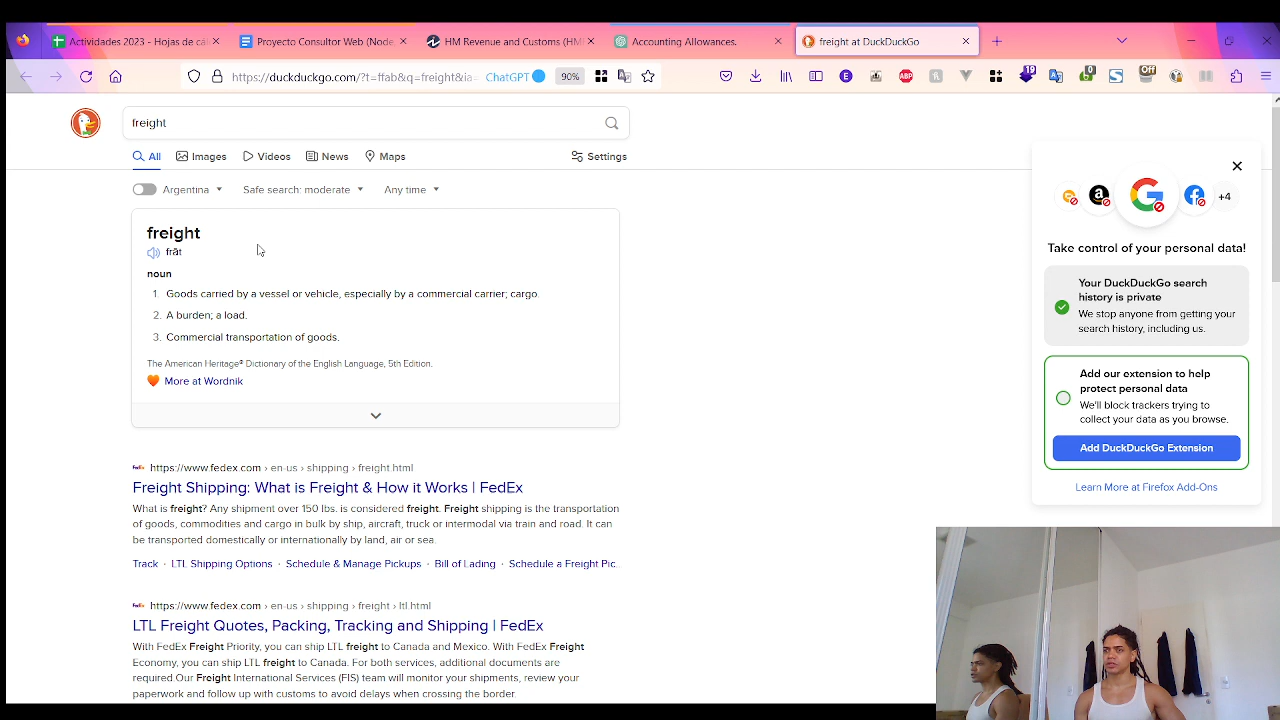 Actividades 2023 - Hojas de cál
Proyecto Consultor Web (Node
HM Revenue and Customs (HM
Accounting Allowances.
freight at DuckDuckGo
https://duckduckgo.com/?t=ffab&q=freight&ia=
ChatGPT
90%
19
0
Off
freight
All
Images
Videos
News
Maps
Settings
Argentina
Safe search: moderate
Any time
freight
frāt
noun
1. Goods carried by a vessel or vehicle, especially by a commercial carrier; cargo.
2. A burden; a load.
3. Commercial transportation of goods.
The American Heritage® Dictionary of the English Language, 5th Edition.
More at Wordnik
https://www.fedex.com › en-us › shipping › freight.html
Freight Shipping: What is Freight & How it Works | FedEx
What is freight? Any shipment over 150 lbs. is considered freight. Freight shipping is the transportation
of goods, commodities and cargo in bulk by ship, aircraft, truck or intermodal via train and road. It can
be transported domestically or internationally by land, air or sea.
Track · LTL Shipping Options · Schedule & Manage Pickups · Bill of Lading · Schedule a Freight Pic...
https://www.fedex.com › en-us › shipping › freight › ltl.html
LTL Freight Quotes, Packing, Tracking and Shipping | FedEx
With FedEx Freight Priority, you can ship LTL freight to Canada and Mexico. With FedEx Freight
Economy, you can ship LTL freight to Canada. For both services, additional documents are
required Our Freight International Services (FIS) team will monitor your shipments, review your
paperwork and follow up with customs to avoid delays when crossing the border.
+4
Take control of your personal data!
Your DuckDuckGo search
history is private
We stop anyone from getting your
search history, including us.
Add our extension to help
protect personal data
We'll block trackers trying to
collect your data as you browse.
Add DuckDuckGo Extension
Learn More at Firefox Add-Ons